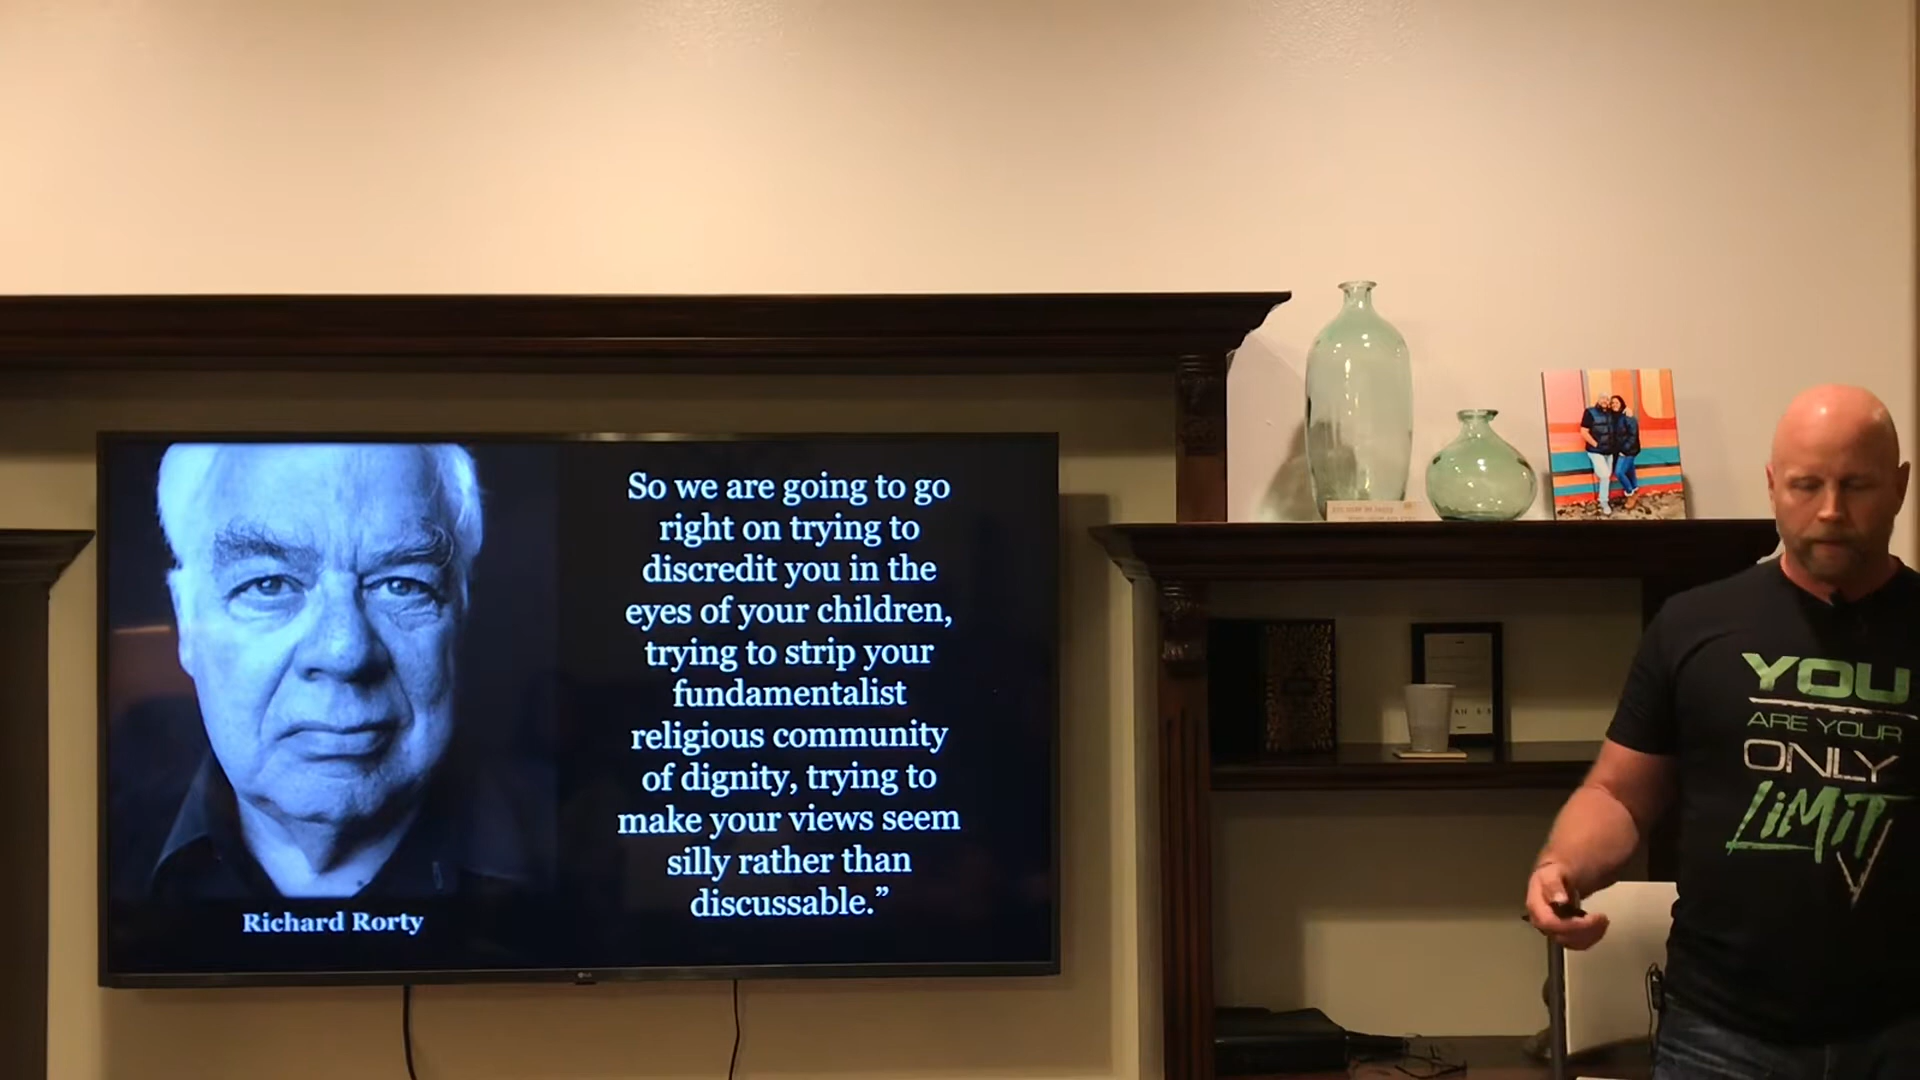 So we are going to go
right on trying to
discredit you in the
eyes of your children,
trying to strip your
fundamentalist
religious community
of dignity, trying to
make your views seem
silly rather than
discussable.”
Richard Rorty
LG
YOU
ARE YOUR
ONLY
LiMiT